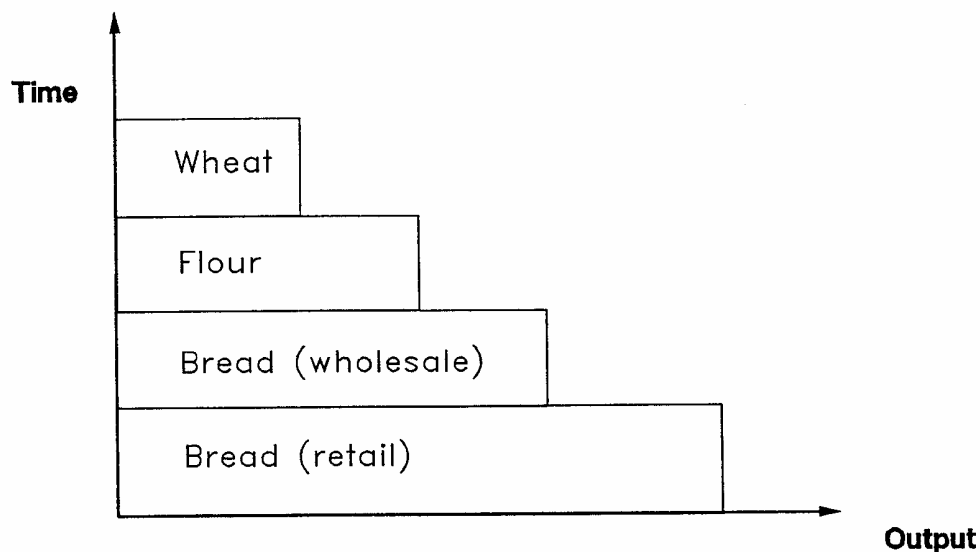 Time
Wheat
Flour
Bread (wholesale)
Bread (retail)
Output